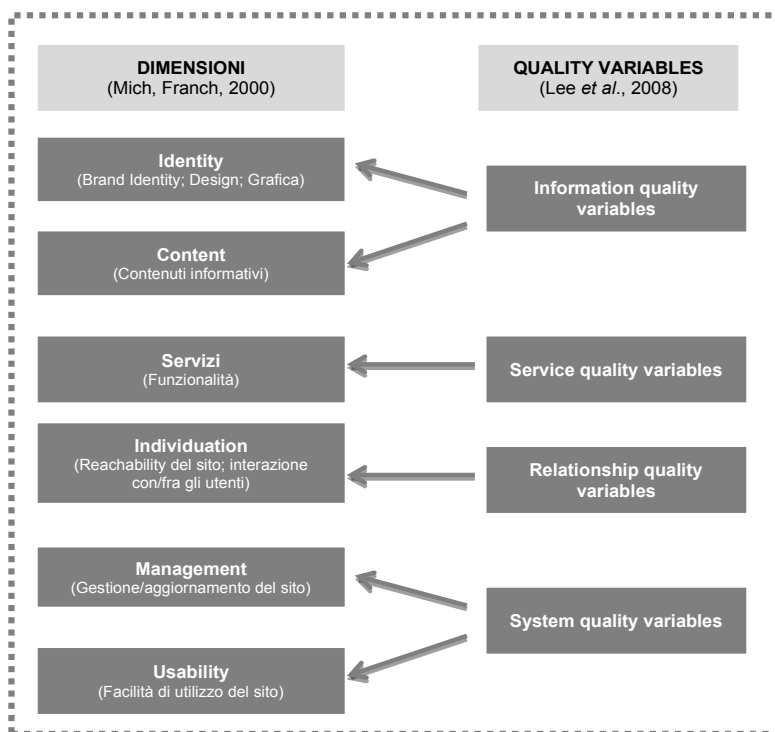 DIMENSIONI
(Mich, Franch, 2000)
QUALITY VARIABLES
(Lee et al., 2008)
Identity
(Brand Identity; Design; Grafica)
Information quality
variables
Content
(Contenuti informativi)
Servizi
(Funzionalità)
Service quality variables
Individuation
(Reachability del sito; interazione
con/fra gli utenti)
Relationship quality
variables
Management
(Gestione/aggiornamento del sito)
System quality variables
Usability
(Facilità di utilizzo del sito)